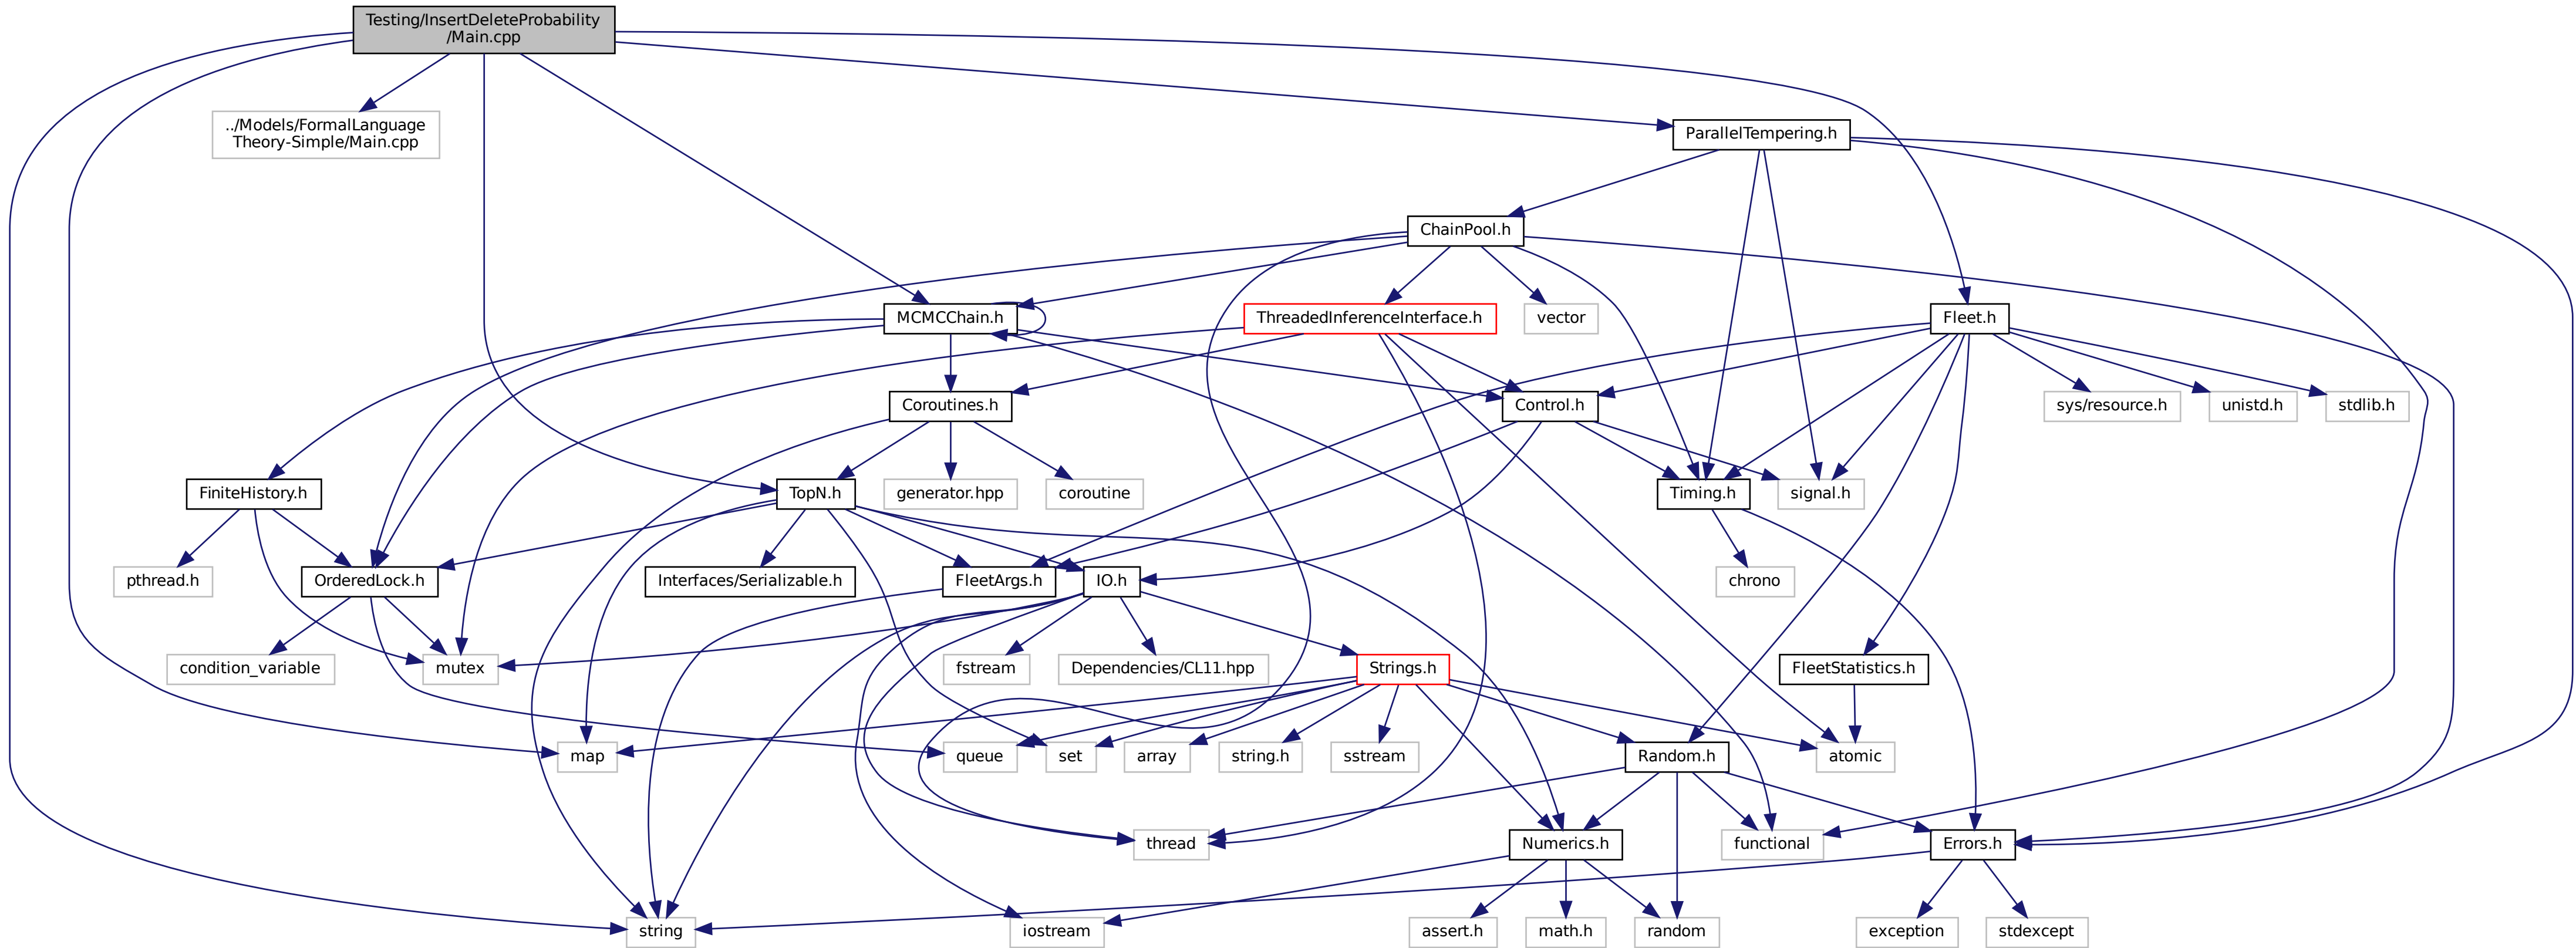 Testing/InsertDeleteProbability
/Main.cpp
../Models/FormalLanguage
Theory-Simple/Main.cpp
ParallelTempering.h
ChainPool.h
MCMCChain.h
ThreadedInferenceInterface.h
vector
Fleet.h
Coroutines.h
Control.h
sys/resource.h
unistd.h
stdlib.h
FiniteHistory.h
TopN.h
generator.hpp
coroutine
Timing.h
signal.h
pthread.h
OrderedLock.h
Interfaces/Serializable.h
FleetArgs.h
IO.h
chrono
condition_variable
mutex
fstream
Dependencies/CL11.hpp
Strings.h
FleetStatistics.h
map
queue
set
array
string.h
sstream
Random.h
atomic
thread
Numerics.h
functional
Errors.h
string
iostream
assert.h
math.h
random
exception
stdexcept